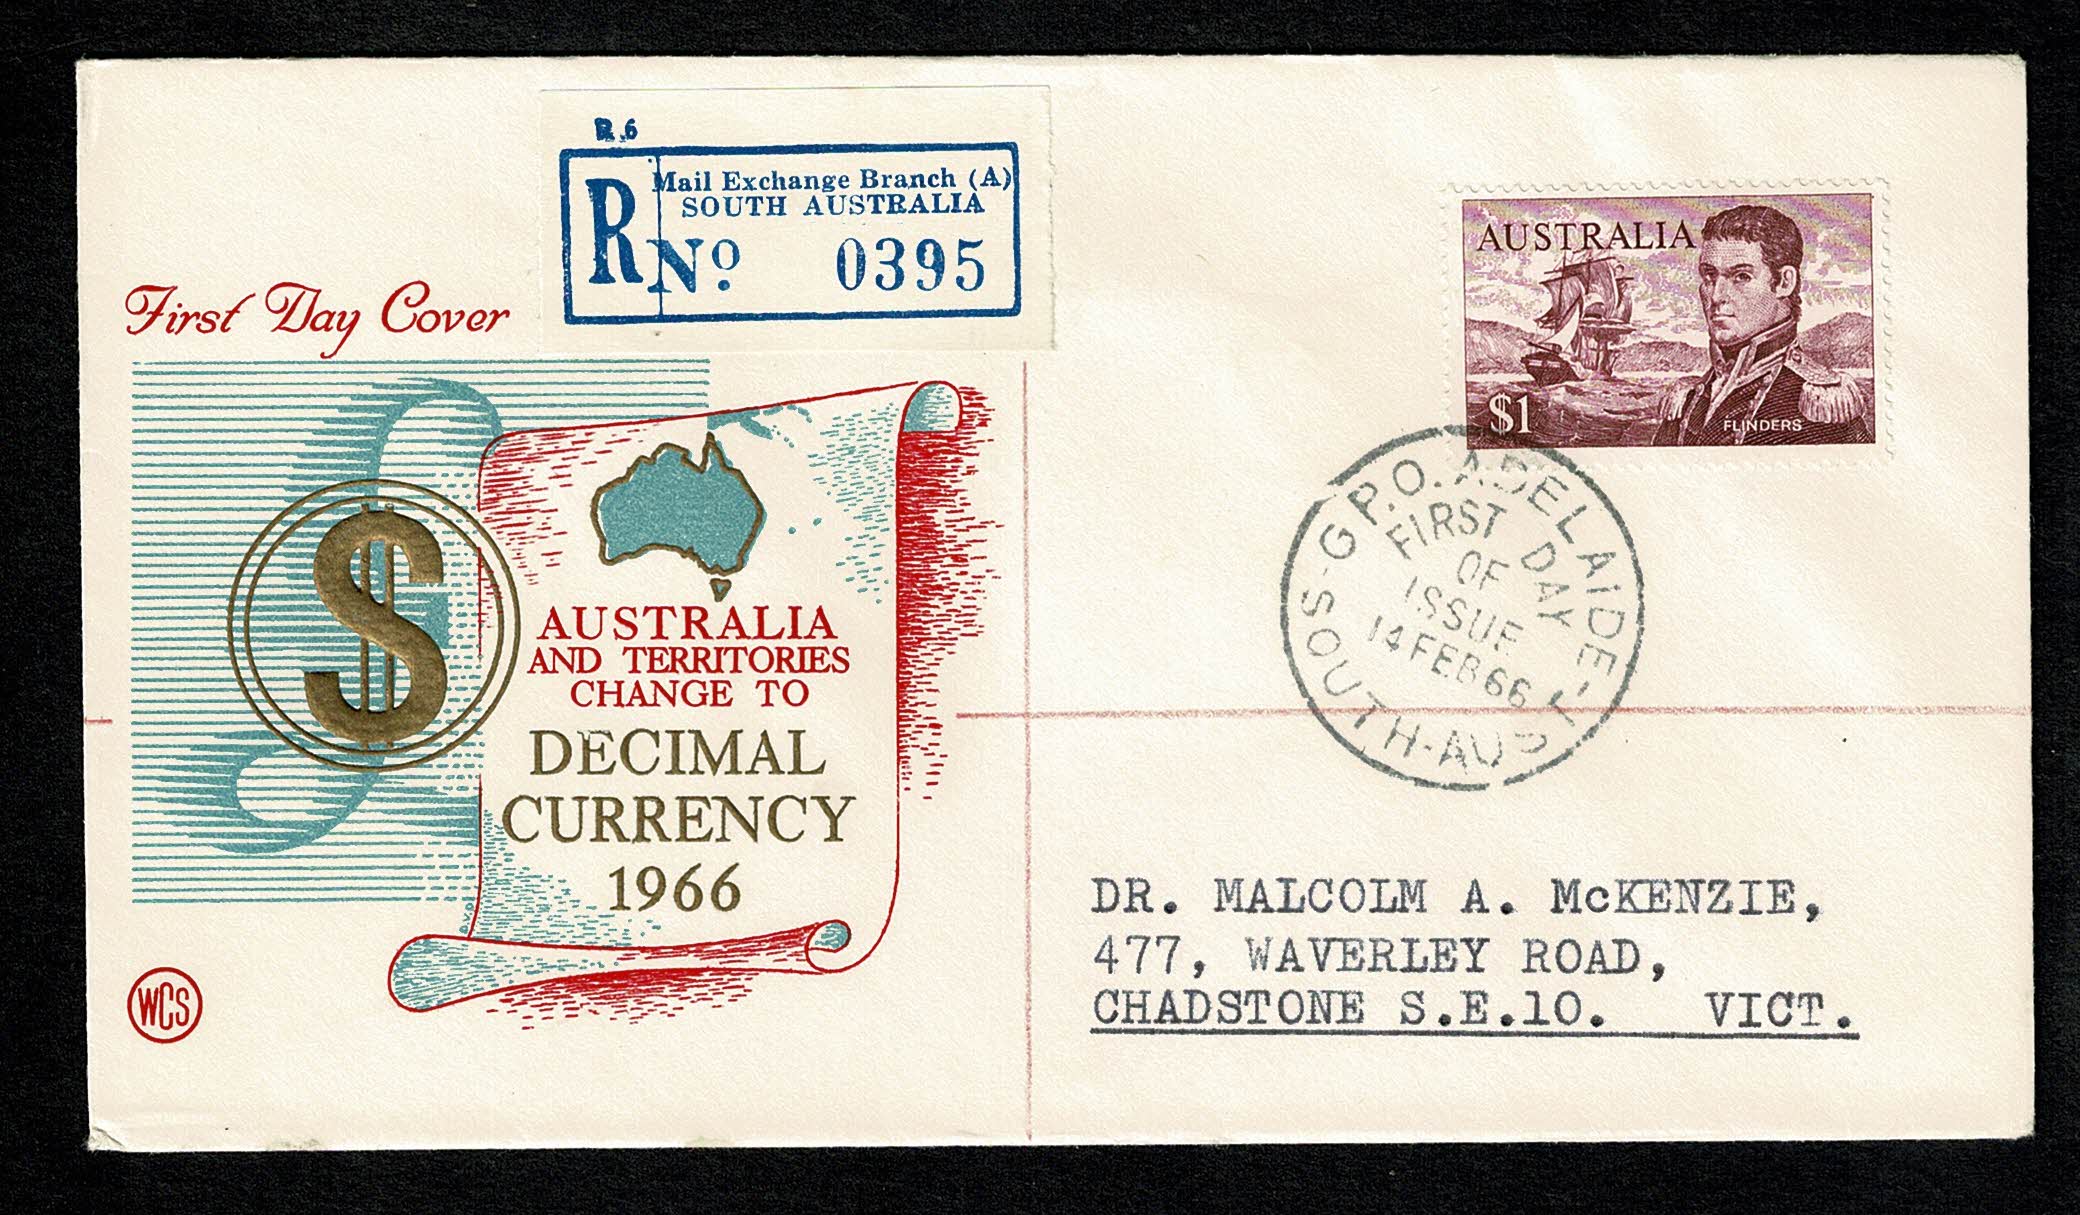 R.6
R
Mail Exchange Branch (A)
SOUTH AUSTRALIA
No. 0395
First Day Cover
$
AUSTRALIA
AND TERRITORIES
CHANGE TO
DECIMAL
CURRENCY
1966
WCS
AUSTRALIA
$1
FLINDERS
G.P.O. ADELAIDE
FIRST DAY
OF
ISSUE
14 FEB 66
SOUTH-AUST
DR. MALCOLM A. McKENZIE,
477, WAVERLEY ROAD,
CHADSTONE S.E.10. VICT.